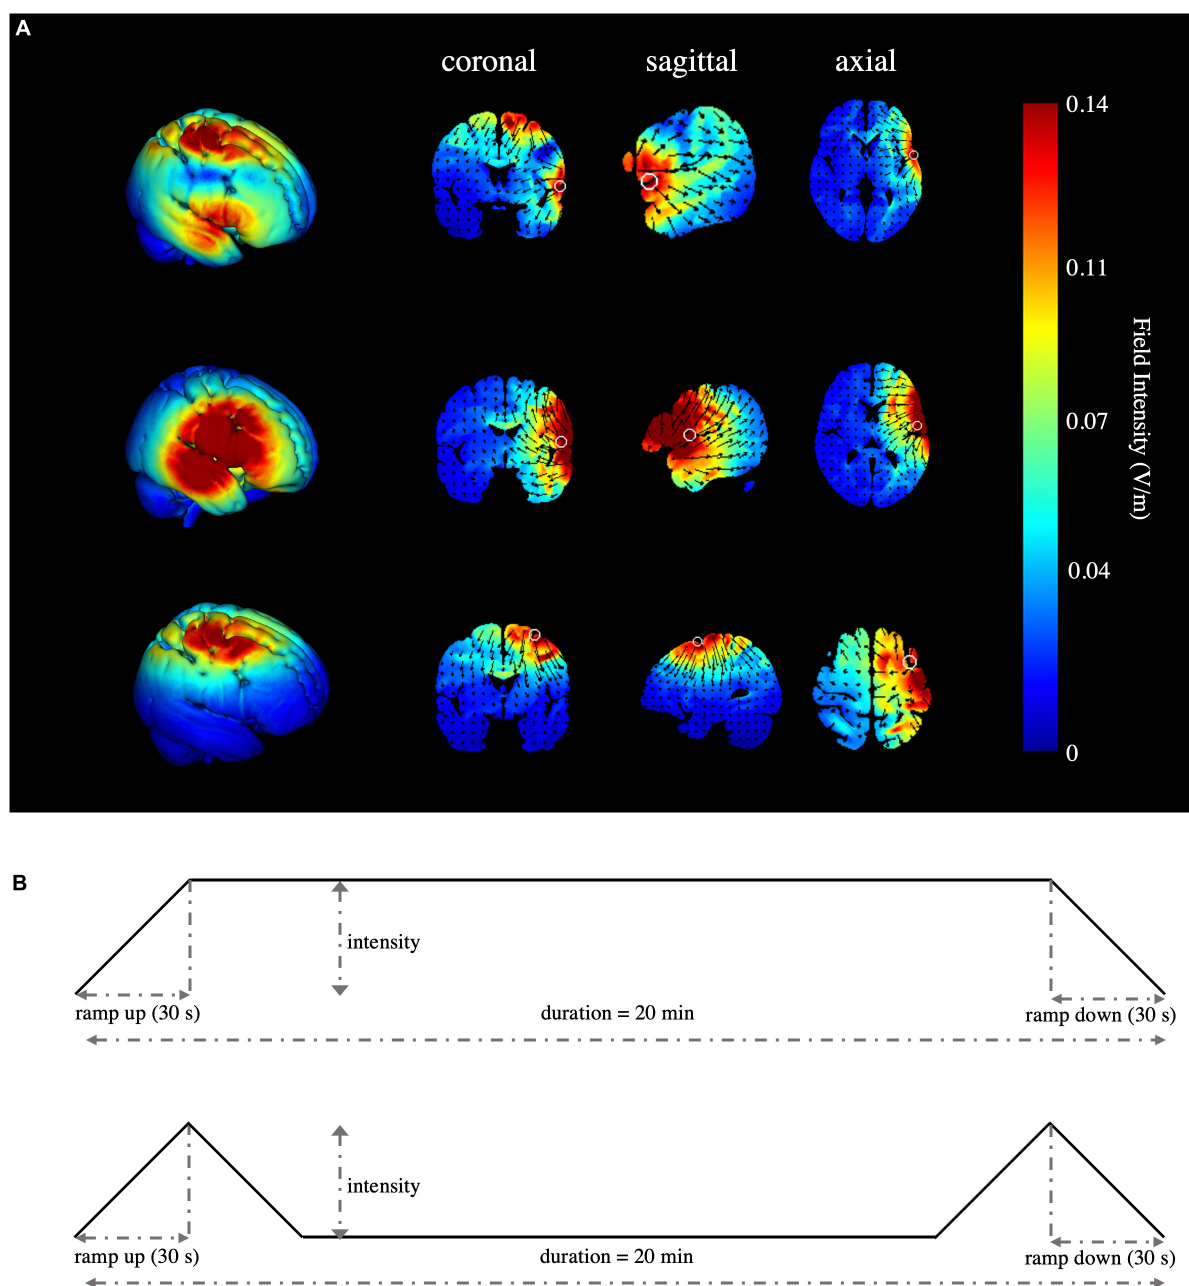 A
coronal sagittal axial
0.14
0.11
0.07
0.04
0
Field Intensity (V/m)
B
intensity
ramp up (30 s) duration = 20 min ramp down (30 s)
intensity
ramp up (30 s) duration = 20 min ramp down (30 s)